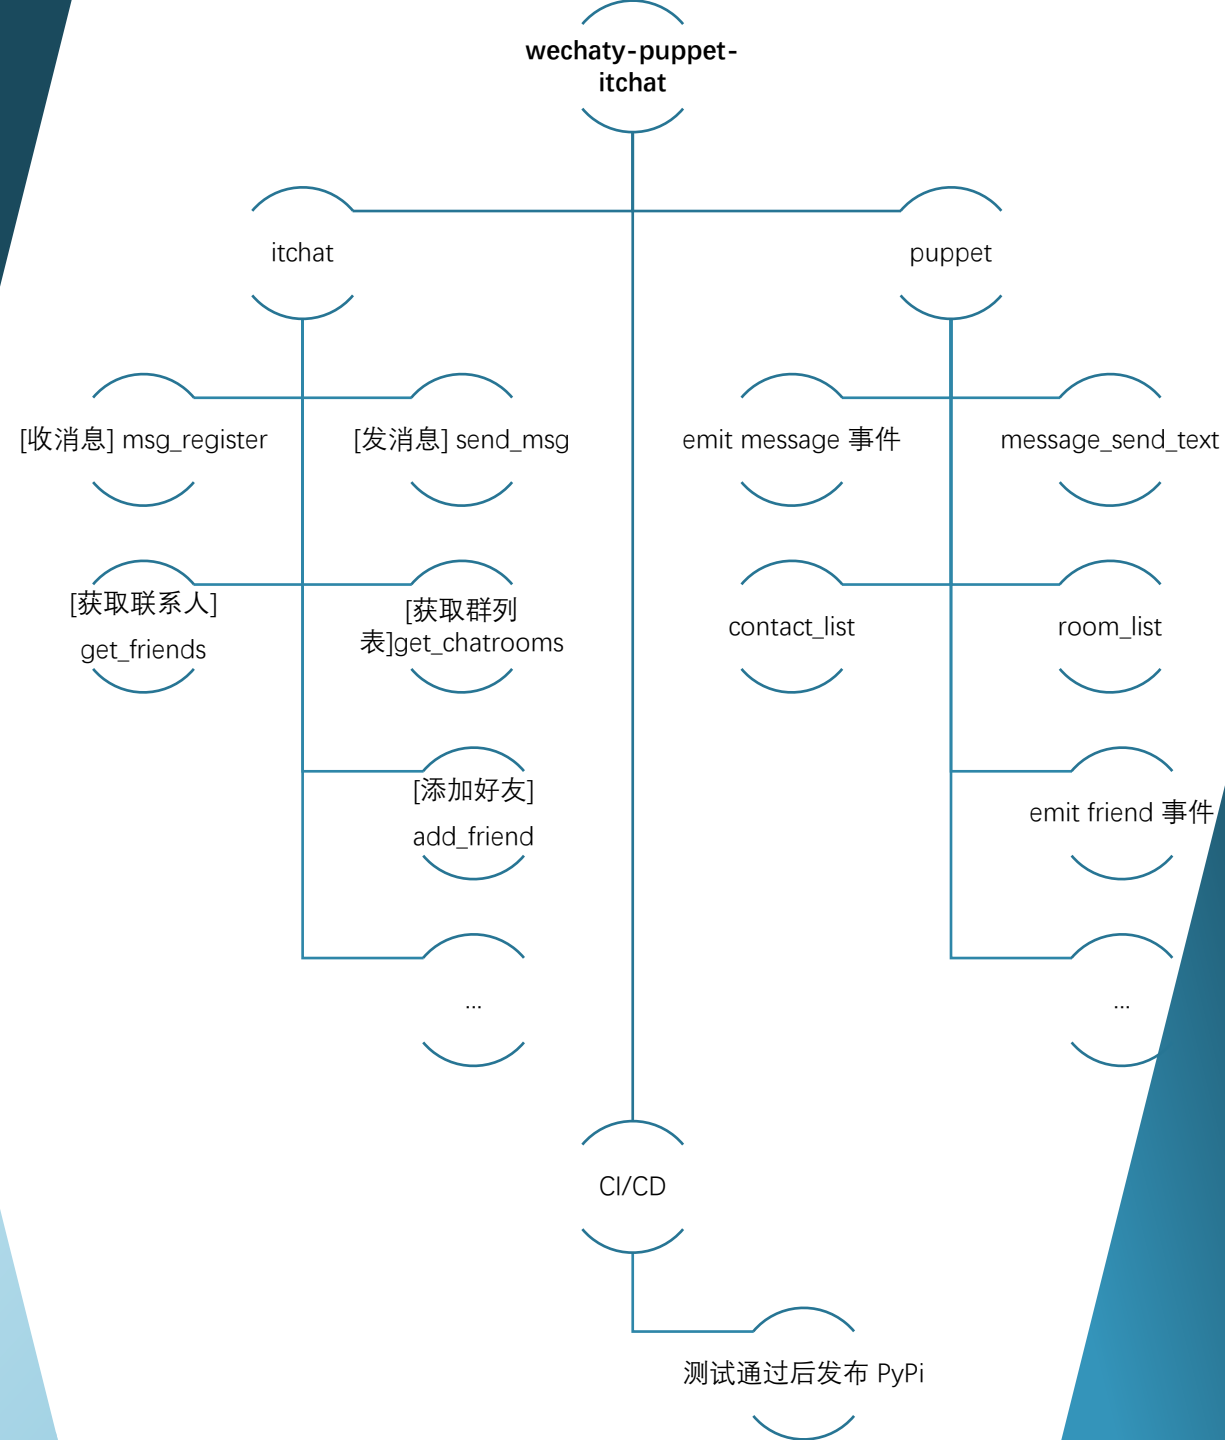 wechaty-puppet-
itchat
itchat
puppet
[收消息] msg_register
[发消息] send_msg
emit message 事件
message_send_text
[获取联系人]
get_friends
[获取群列
表]get_chatrooms
contact_list
room_list
[添加好友]
add_friend
emit friend 事件
...
...
CI/CD
测试通过后发布 PyPi